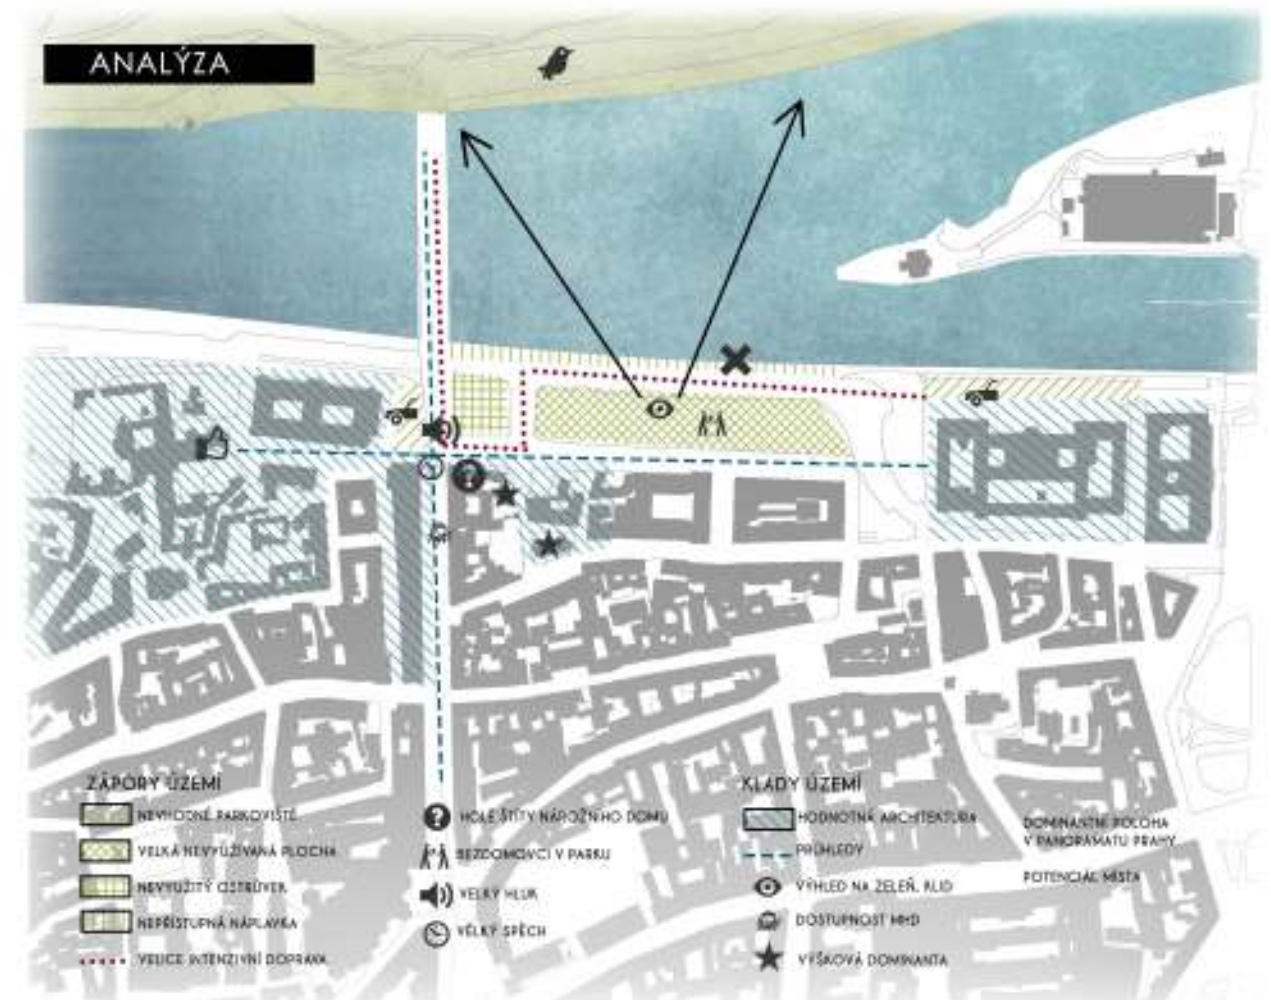 ANALÝZA
ZÁPORY ÚZEMÍ
NEVHODNÉ PARKOVIŠTĚ
VELKÁ NEVYUŽÍVANÁ PLOCHA
NEVYUŽITÝ OSTRŮVEK
NEPŘÍSTUPNÁ NÁPLAVKA
VELICE INTENZIVNÍ DOPRAVA
HOLÉ ŠTÍTY NÁROŽNÍHO DOMU
BEZDOMOVCI V PARKU
VELKÝ HLUK
VELKÝ SPĚCH
KLADY ÚZEMÍ
HODNOTNÁ ARCHITEKTURA
PRŮHLEDY
VÝHLED NA ZELEŇ, KLID
DOSTUPNOST MHD
VÝŠKOVÁ DOMINANTA
DOMINANTNÍ POLOHA
V PANORAMATU PRAHY
POTENCIÁL MÍSTA